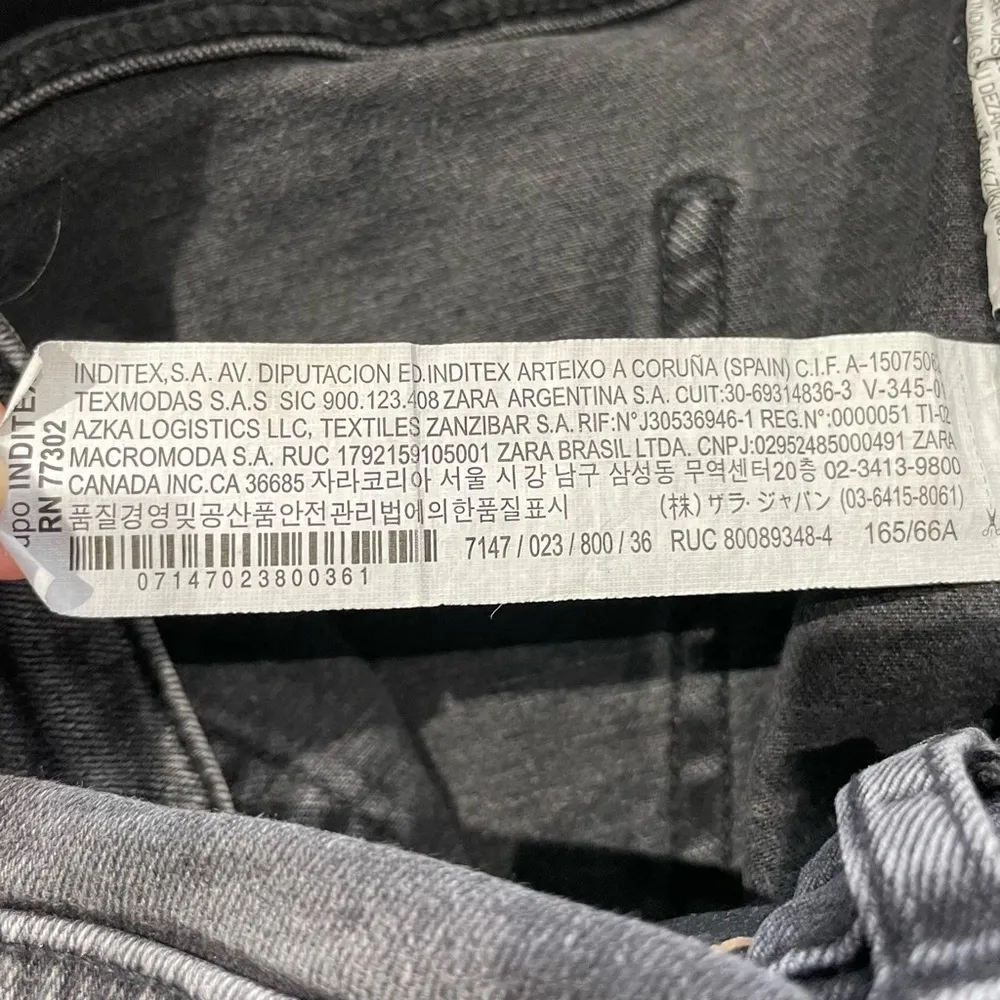 INDITEX,S.A. AV. DIPUTACION ED.INDITEX ARTEIXO A CORUÑA (SPAIN) C.I.F. A-15075062
TEXMODAS S.A.S SIC 900.123.408 ZARA ARGENTINA S.A. CUIT:30-69314836-3 V-345-01
AZKA LOGISTICS LLC, TEXTILES ZANZIBAR S.A. RIF:N°J30536946-1 REG.N°:0000051 TI-02
MACROMODA S.A. RUC 1792159105001 ZARA BRASIL LTDA. CNPJ:02952485000491 ZARA
CANADA INC.CA 36685 자라코리아 서울 시 강 남구 삼성동 무역센터20층 02-3413-9800
품질경영및공산품안전관리법에의한품질표시 (株) ザラ・ジャパン (03-6415-8061)
7147 / 023 / 800 / 36 RUC 80089348-4 165/66A
07147023800361
INDITEX
RN 77302